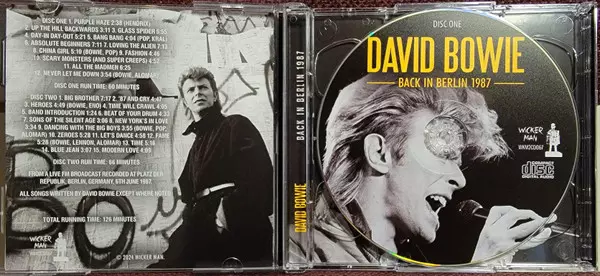 DISC ONE 1. PURPLE HAZE 2:38 (HENDRIX)
2. UP THE HILL BACKWARDS 3:11 3. GLASS SPIDER 5:55
4. DAY-IN DAY-OUT 5:21 5. BANG BANG 4:04 (POP, KRAL)
6. ABSOLUTE BEGINNERS 7:11 7. LOVING THE ALIEN 7:13
8. CHINA GIRL 5:18 (BOWIE, POP) 9. FASHION 4:46
10. SCARY MONSTERS (AND SUPER CREEPS) 4:53
11. ALL THE MADMEN 6:25
12. NEVER LET ME DOWN 3:54 (BOWIE, ALOMAR)
DISC ONE RUN TIME: 60 MINUTES
DISC TWO 1. BIG BROTHER 7:17 2. '87 AND CRY 4:47
3. HEROES 4:49 (BOWIE, ENO) 4. TIME WILL CRAWL 4:05
5. BAND INTRODUCTION 1:24 6. BEAT OF YOUR DRUM 4:30
7. SONS OF THE SILENT AGE 3:06 8. NEW YORK'S IN LOVE
3:34 9. DANCING WITH THE BIG BOYS 3:55 (BOWIE, POP,
ALOMAR) 10. ZEROES 5:28 11. LET'S DANCE 4:58 12. FAME
5:28 (BOWIE, LENNON, ALOMAR) 13. TIME 5:16
14. BLUE JEAN 3:07 15. MODERN LOVE 4:09
DISC TWO RUN TIME: 66 MINUTES
FROM A LIVE FM BROADCAST RECORDED AT PLATZ DER
REPUBLIK, BERLIN, GERMANY, 6TH JUNE 1987.
ALL SONGS WRITTEN BY DAVID BOWIE EXCEPT WHERE NOTED
TOTAL RUNNING TIME: 126 MINUTES
WICKER
MAN
© 2024 WICKER MAN.
BACK IN BERLIN 1987
DAVID BOWIE
DISC ONE
DAVID BOWIE
BACK IN BERLIN 1987
WICKER
MAN
WKMDCD067
COMPACT
disc
DIGITAL AUDIO